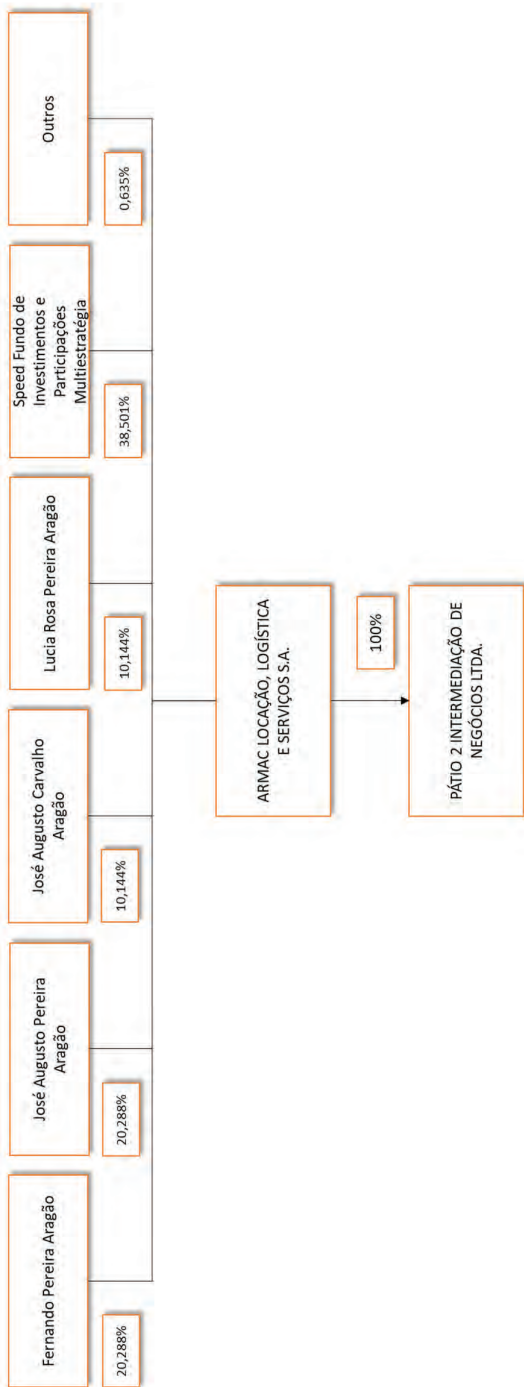 Fernando Pereira Aragão
20,288%
José Augusto Pereira
Aragão
20,288%
José Augusto Carvalho
Aragão
10,144%
Lucia Rosa Pereira Aragão
10,144%
Speed Fundo de
Investimentos e
Participações
Multiestratégia
38,501%
Outros
0,635%
ARMAC LOCAÇÃO, LOGÍSTICA
E SERVIÇOS S.A.
100%
PÁTIO 2 INTERMEDIAÇÃO DE
NEGÓCIOS LTDA.